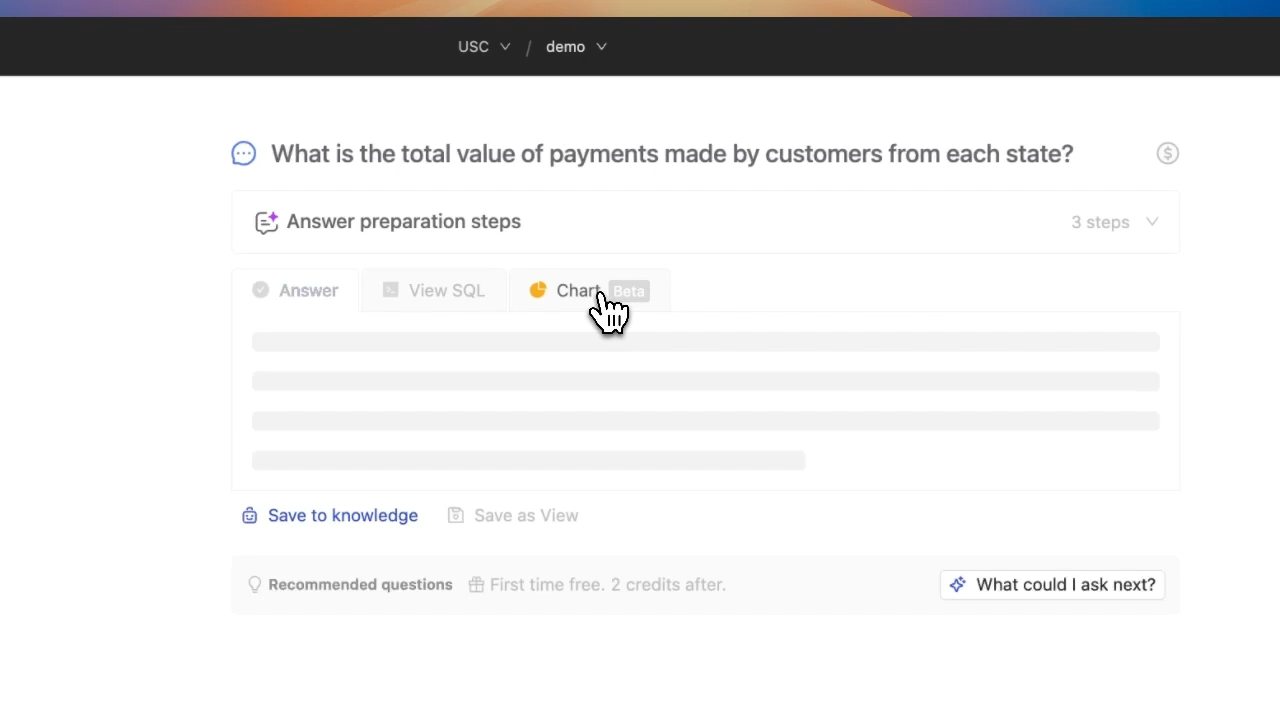 USC / demo
What is the total value of payments made by customers from each state?
Answer preparation steps 3 steps
Answer View SQL Chart Beta
Save to knowledge Save as View
Recommended questions First time free. 2 credits after. What could I ask next?